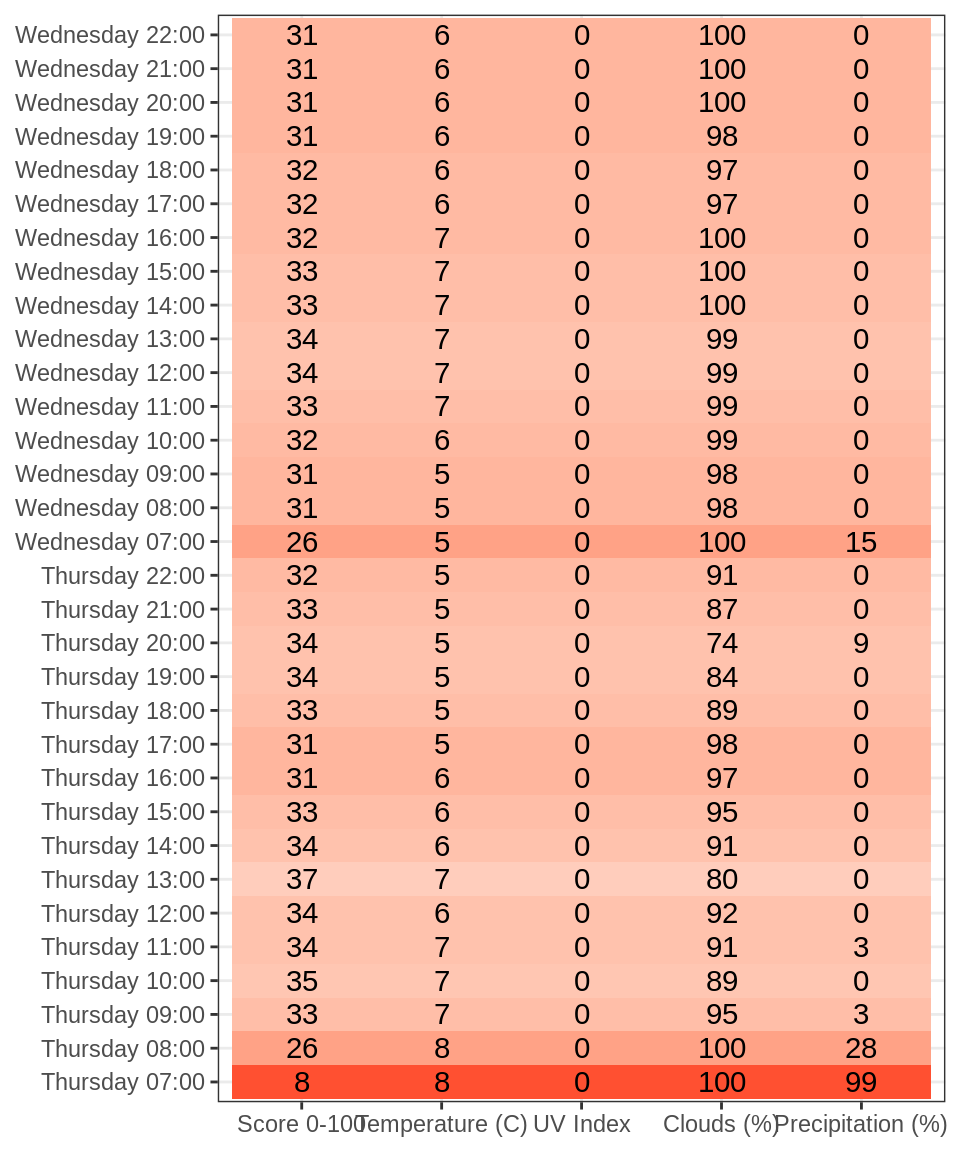 Wednesday 22:00 31 6 0 100 0
Wednesday 21:00 31 6 0 100 0
Wednesday 20:00 31 6 0 100 0
Wednesday 19:00 31 6 0 98 0
Wednesday 18:00 32 6 0 97 0
Wednesday 17:00 32 6 0 97 0
Wednesday 16:00 32 7 0 100 0
Wednesday 15:00 33 7 0 100 0
Wednesday 14:00 33 7 0 100 0
Wednesday 13:00 34 7 0 99 0
Wednesday 12:00 34 7 0 99 0
Wednesday 11:00 33 7 0 99 0
Wednesday 10:00 32 6 0 99 0
Wednesday 09:00 31 5 0 98 0
Wednesday 08:00 31 5 0 98 0
Wednesday 07:00 26 5 0 100 15
Thursday 22:00 32 5 0 91 0
Thursday 21:00 33 5 0 87 0
Thursday 20:00 34 5 0 74 9
Thursday 19:00 34 5 0 84 0
Thursday 18:00 33 5 0 89 0
Thursday 17:00 31 5 0 98 0
Thursday 16:00 31 6 0 97 0
Thursday 15:00 33 6 0 95 0
Thursday 14:00 34 6 0 91 0
Thursday 13:00 37 7 0 80 0
Thursday 12:00 34 6 0 92 0
Thursday 11:00 34 7 0 91 3
Thursday 10:00 35 7 0 89 0
Thursday 09:00 33 7 0 95 3
Thursday 08:00 26 8 0 100 28
Thursday 07:00 8 8 0 100 99
Score 0-100 Temperature (C) UV Index Clouds (%) Precipitation (%)